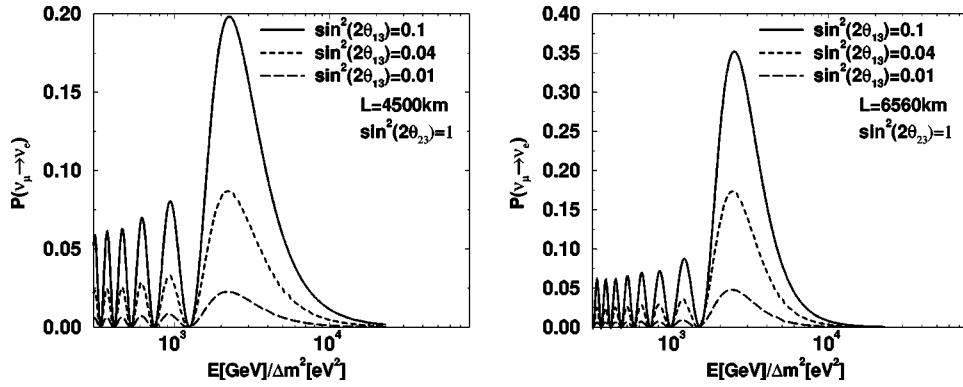 0.20
0.15
0.10
0.05
0.00
P(ν_μ→ν_e)
sin²(2θ₁₃)=0.1
sin²(2θ₁₃)=0.04
sin²(2θ₁₃)=0.01
L=4500km
sin²(2θ₂₃)=1
10³
10⁴
E[GeV]/Δm²[eV²]
0.40
0.35
0.30
0.25
0.20
0.15
0.10
0.05
0.00
P(ν_μ→ν_e)
sin²(2θ₁₃)=0.1
sin²(2θ₁₃)=0.04
sin²(2θ₁₃)=0.01
L=6560km
sin²(2θ₂₃)=1
10³
10⁴
E[GeV]/Δm²[eV²]